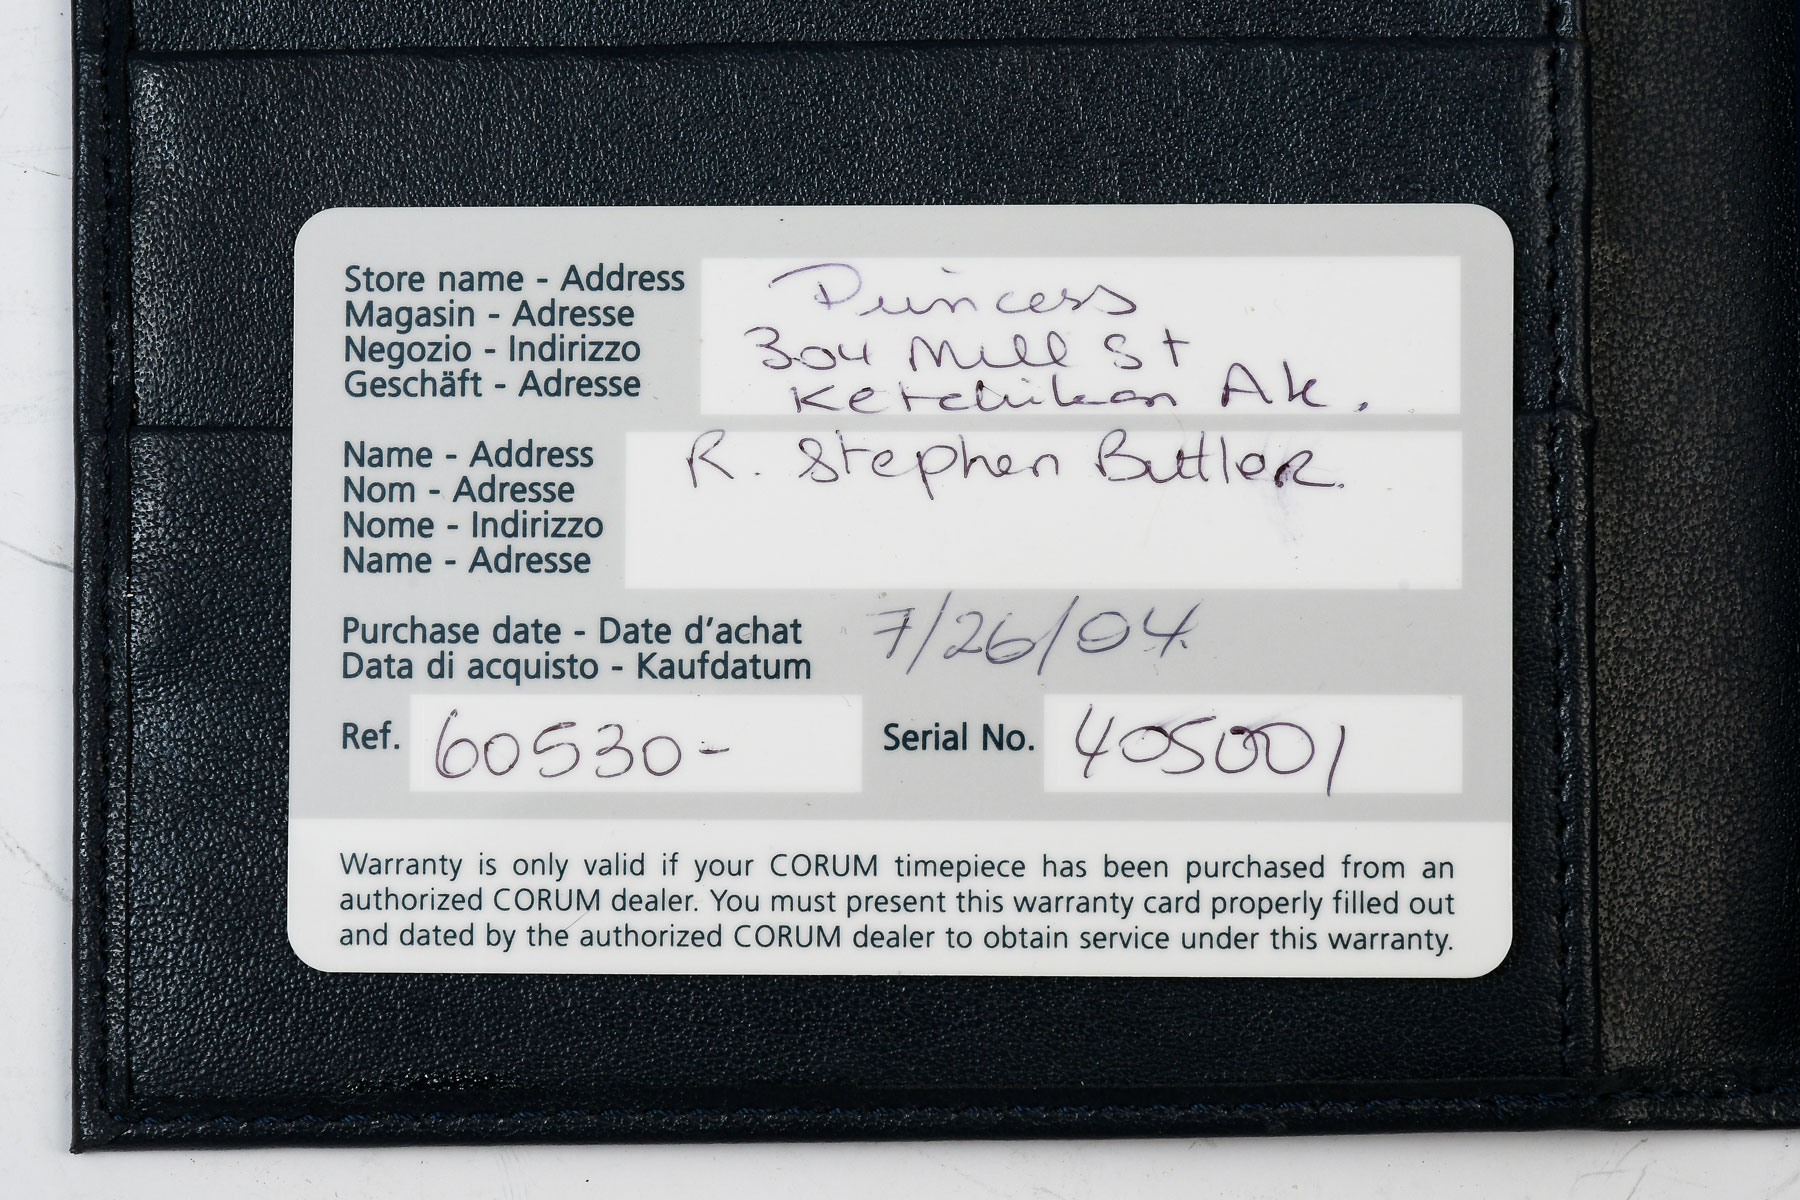 Store name - Address
Magasin - Adresse
Negozio - Indirizzo
Geschäft - Adresse
Princess
304 Mill St
Ketchikan Ak.
Name - Address
Nom - Adresse
Nome - Indirizzo
Name - Adresse
R. Stephen Butler.
Purchase date - Date d'achat
Data di acquisto - Kaufdatum
7/26/04
Ref. 60530-
Serial No. 405001
Warranty is only valid if your CORUM timepiece has been purchased from an
authorized CORUM dealer. You must present this warranty card properly filled out
and dated by the authorized CORUM dealer to obtain service under this warranty.